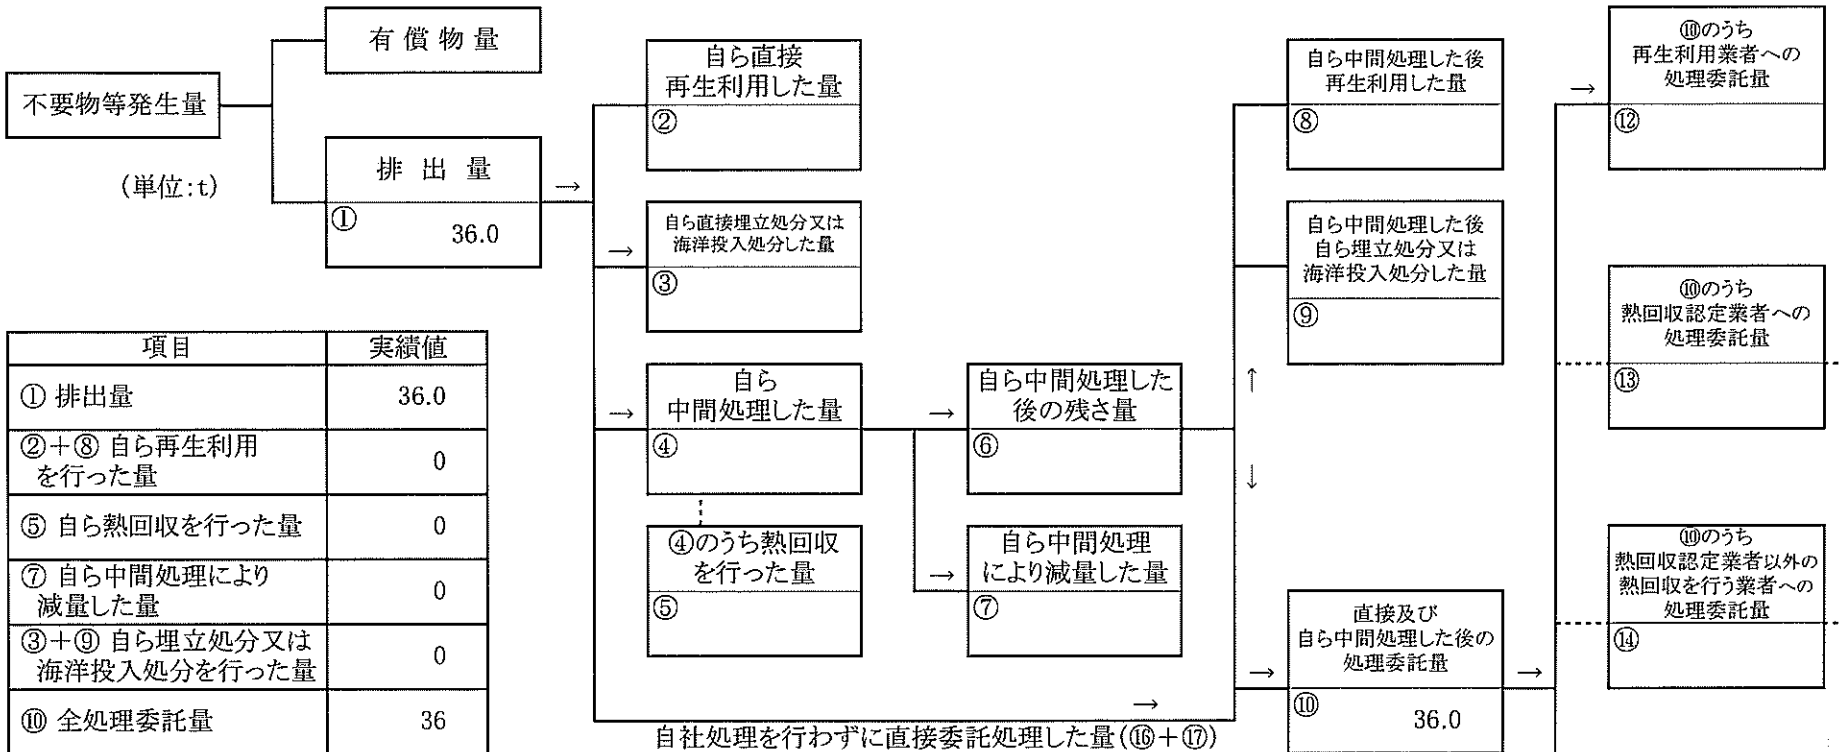 有償物量
不要物等発生量
(単位:t)
排出量
①
36.0
→
自ら直接
再生利用した量
②
→
自ら直接埋立処分又は
海洋投入処分した量
③
→
自ら
中間処理した量
④
④のうち熱回収
を行った量
⑤
→
自ら中間処理した
後の残さ量
⑥
→
自ら中間処理
により減量した量
⑦
自ら中間処理した後
再生利用した量
⑧
自ら中間処理した後
自ら埋立処分又は
海洋投入処分した量
⑨
↑
↓
→
直接及び
自ら中間処理した後の
処理委託量
⑩
36.0
→
→
自社処理を行わずに直接委託処理した量(⑯+⑰)
→
⑩のうち
再生利用業者への
処理委託量
⑫
⑩のうち
熱回収認定業者への
処理委託量
⑬
⑩のうち
熱回収認定業者以外の
熱回収を行う業者への
処理委託量
⑭
項目 実績値
① 排出量 36.0
②+⑧ 自ら再生利用
を行った量 0
⑤ 自ら熱回収を行った量 0
⑦ 自ら中間処理により
減量した量 0
③+⑨ 自ら埋立処分又は
海洋投入処分を行った量 0
⑩ 全処理委託量 36